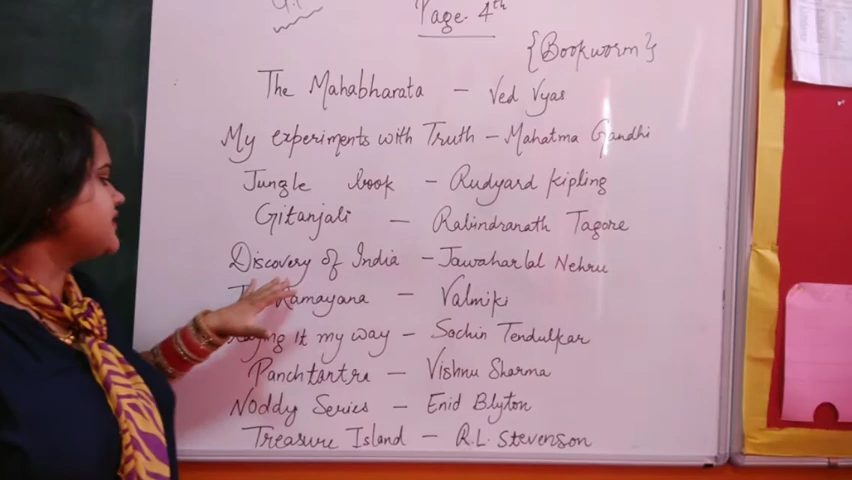 G.K
Page 4th
{Bookworm}
The Mahabharata - Ved Vyas
My experiments with Truth - Mahatma Gandhi
Jungle book - Rudyard Kipling
Gitanjali - Rabindranath Tagore
Discovery of India - Jawaharlal Nehru
Ramayana - Valmiki
it my way - Sachin Tendulkar
Panchtantra - Vishnu Sharma
Noddy Series - Enid Blyton
Treasure Island - R.L. Stevenson